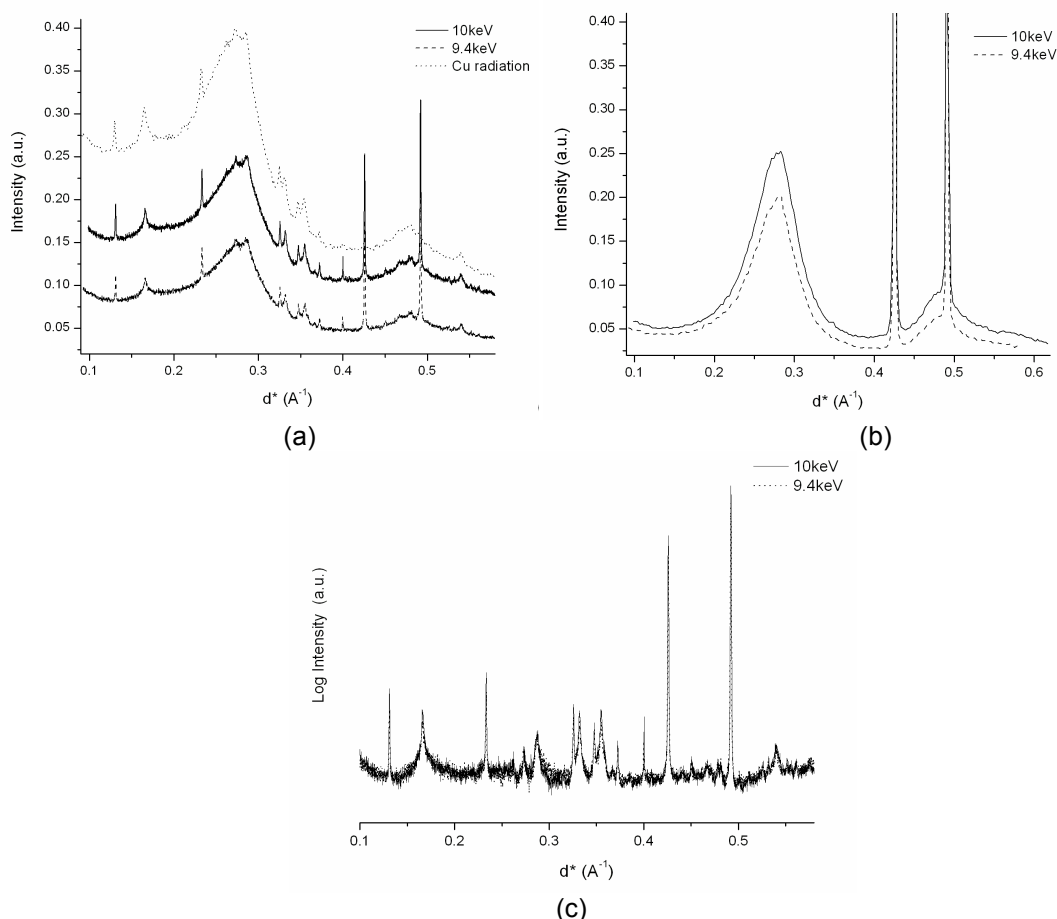 (a)
0.40
0.35
0.30
0.25
0.20
0.15
0.10
0.05
Intensity (a.u.)
10keV
9.4keV
Cu radiation
0.1 0.2 0.3 0.4 0.5
d* (A⁻¹)
(a)
(b)
0.40
0.35
0.30
0.25
0.20
0.15
0.10
0.05
Intensity (a.u.)
10keV
9.4keV
0.1 0.2 0.3 0.4 0.5 0.6
d* (A⁻¹)
(b)
10keV
9.4keV
Log Intensity (a.u.)
0.1 0.2 0.3 0.4 0.5
d* (A⁻¹)
(c)